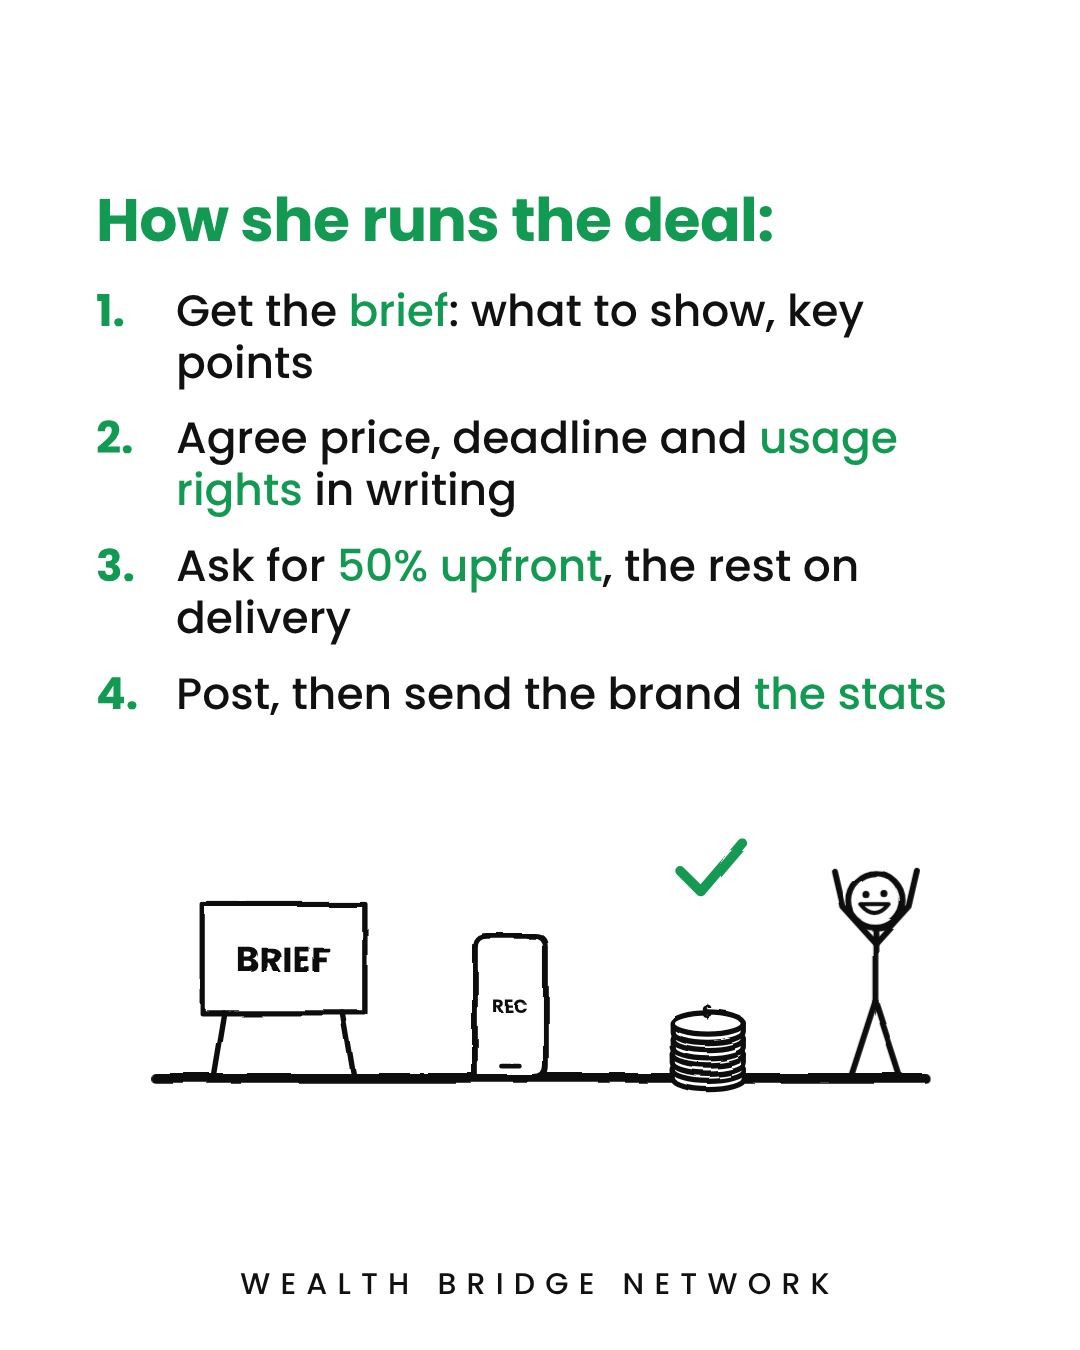 How she runs the deal:
1. Get the brief: what to show, key
points
2. Agree price, deadline and usage
rights in writing
3. Ask for 50% upfront, the rest on
delivery
4. Post, then send the brand the stats
BRIEF
REC
$
WEALTH BRIDGE NETWORK